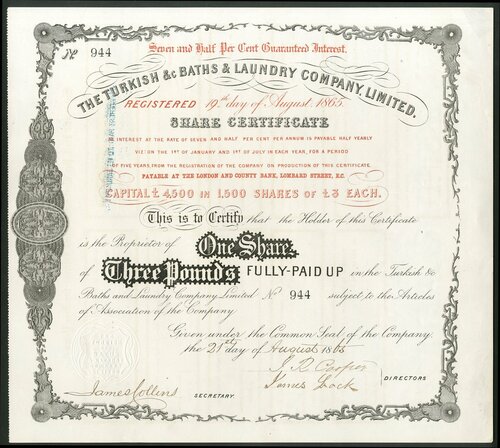 Seven and Half Per Cent Guaranteed Interest.
No 944
THE TURKISH &c BATHS & LAUNDRY COMPANY, LIMITED.
REGISTERED 19th day of August 1865.
SHARE CERTIFICATE
INTEREST AT THE RATE OF SEVEN AND HALF PER CENT PER ANNUM IS PAYABLE HALF YEARLY
VIZ: ON THE 1ST OF JANUARY AND 1ST OF JULY IN EACH YEAR, FOR A PERIOD
OF FIVE YEARS, FROM THE REGISTRATION OF THE COMPANY ON PRODUCTION OF THIS CERTIFICATE.
PAYABLE AT THE LONDON AND COUNTY BANK, LOMBARD STREET, E.C.
CAPITAL £4,500 IN 1,500 SHARES OF £3 EACH.
This is to Certify that the Holder of this Certificate
is the Proprietor of One Share.
of Three Pounds FULLY-PAID UP in the Turkish &c
Baths and Laundry Company, Limited No 944 subject to the Articles
of Association of the Company.
Given under the Common Seal of the Company,
the 21st day of August 1865
J. R. Cooper
James Cock
DIRECTORS
James Collins SECRETARY.